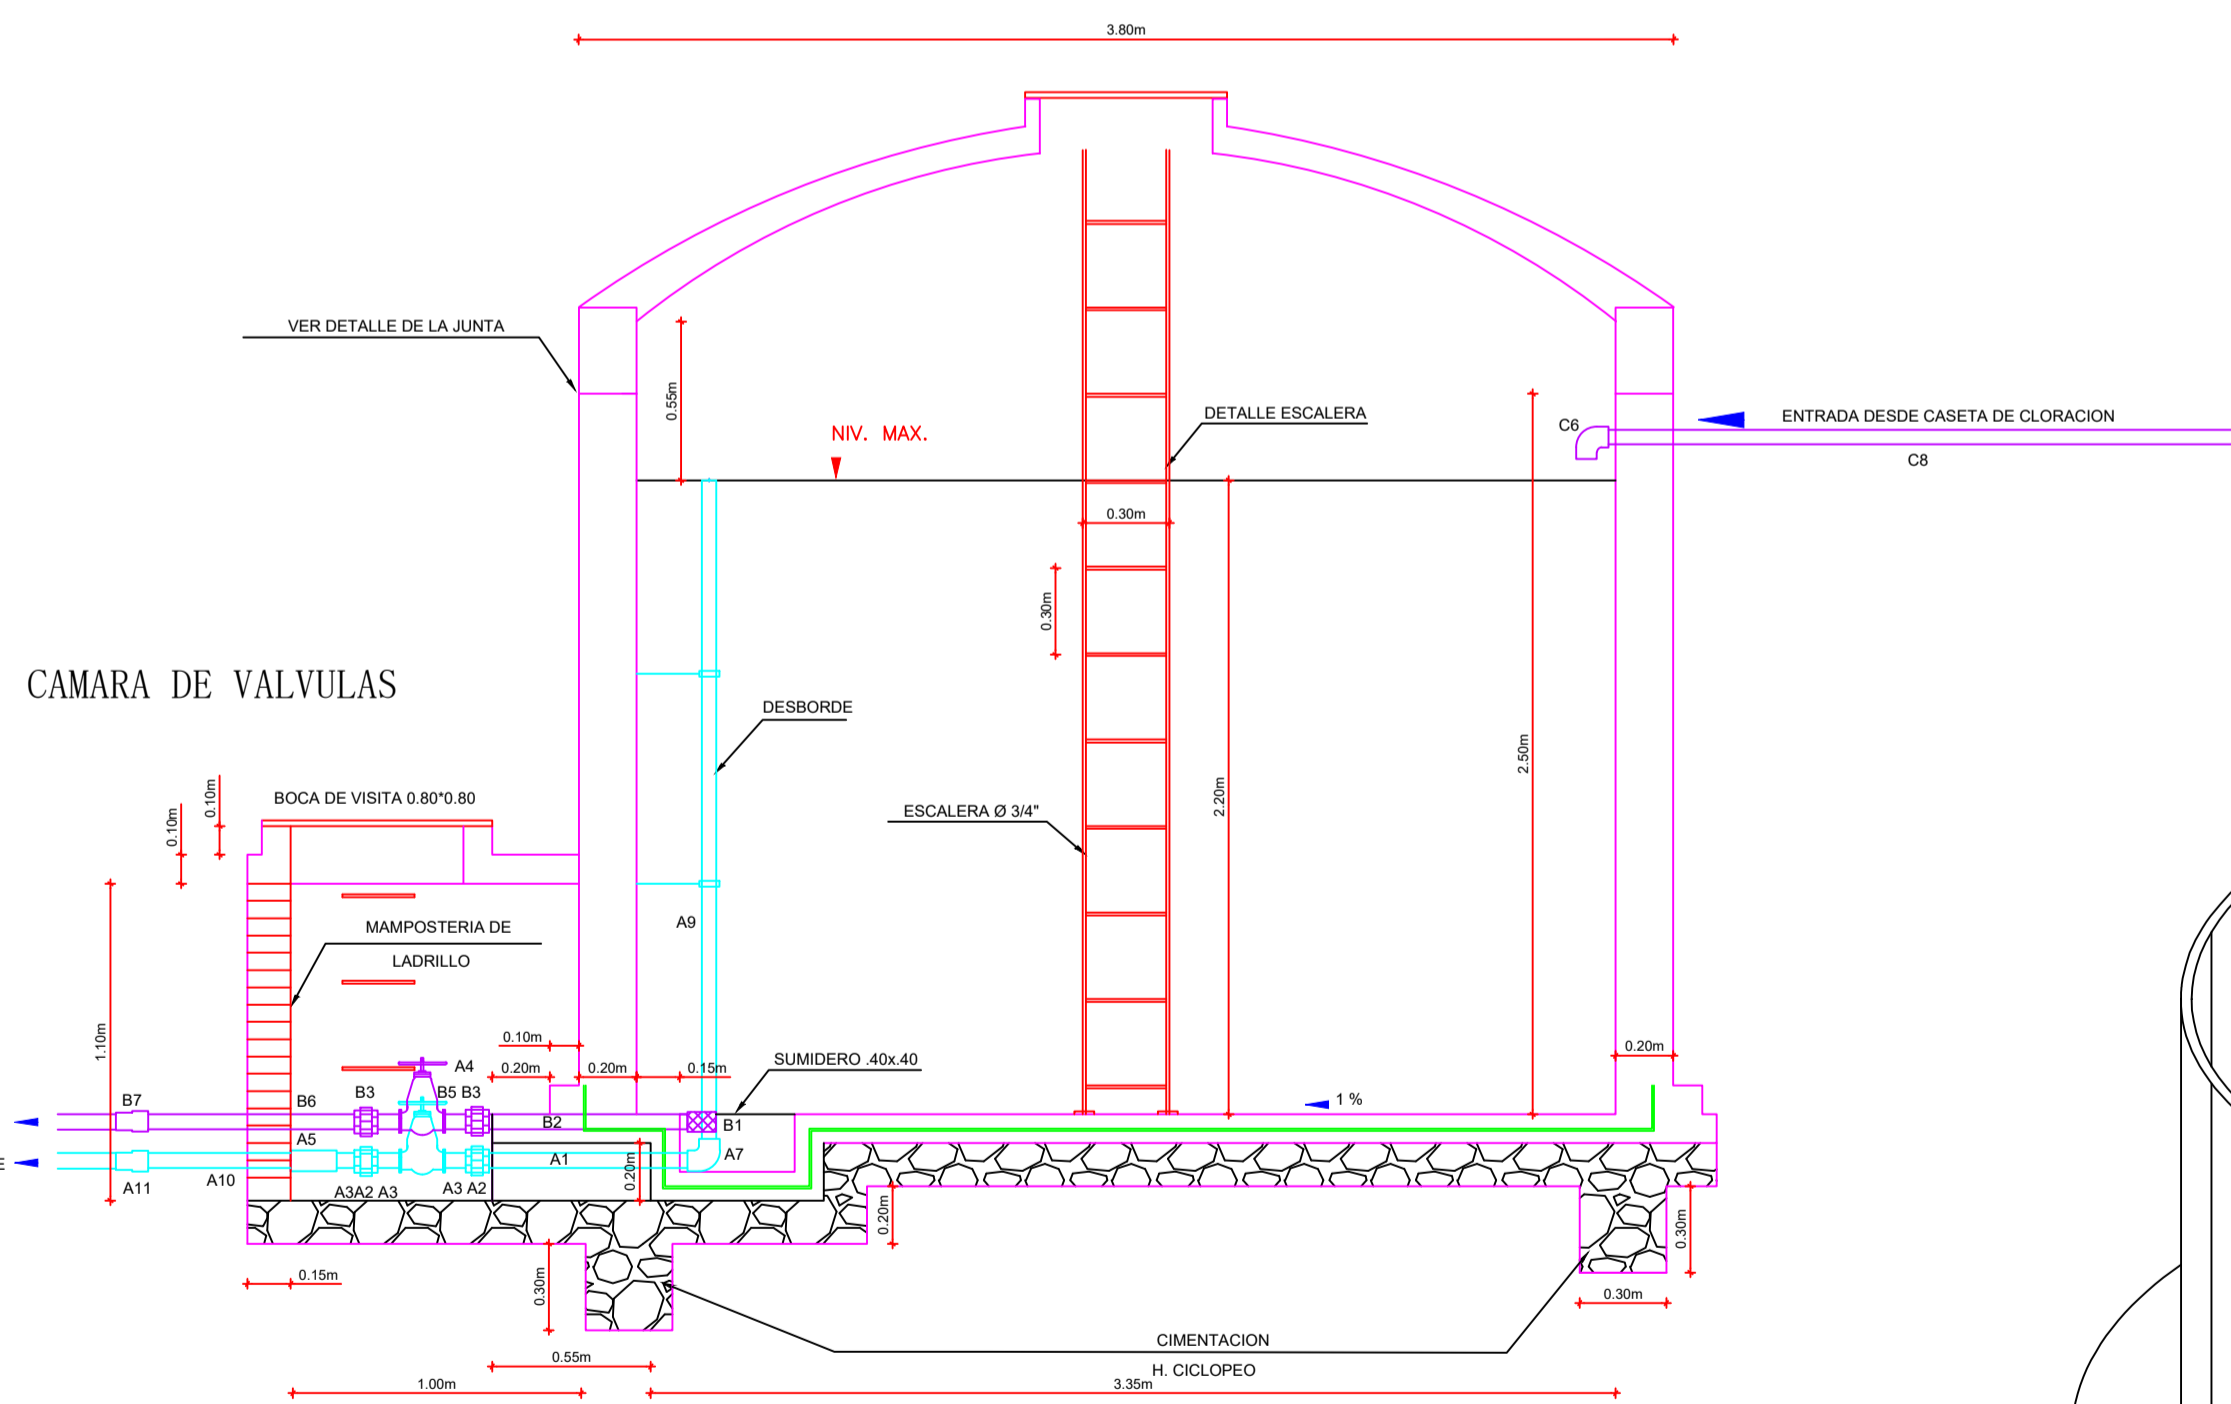 3.80m
VER DETALLE DE LA JUNTA
0.55m
NIV. MAX.
DETALLE ESCALERA
C6
ENTRADA DESDE CASETA DE CLORACION
C8
0.30m
0.30m
CAMARA DE VALVULAS
DESBORDE
2.50m
2.20m
BOCA DE VISITA 0.80*0.80
0.10m
0.10m
ESCALERA Ø 3/4"
A9
MAMPOSTERIA DE
LADRILLO
1.10m
0.10m
0.20m
0.20m
0.15m
SUMIDERO .40x.40
0.20m
A4
B7
B6
B3
B5 B3
B2
B1
1 %
A5
A1
A7
E
A11
A10
A3A2 A3
A3 A2
0.20m
0.20m
0.30m
0.15m
0.30m
0.30m
CIMENTACION
H. CICLOPEO
0.55m
1.00m
3.35m